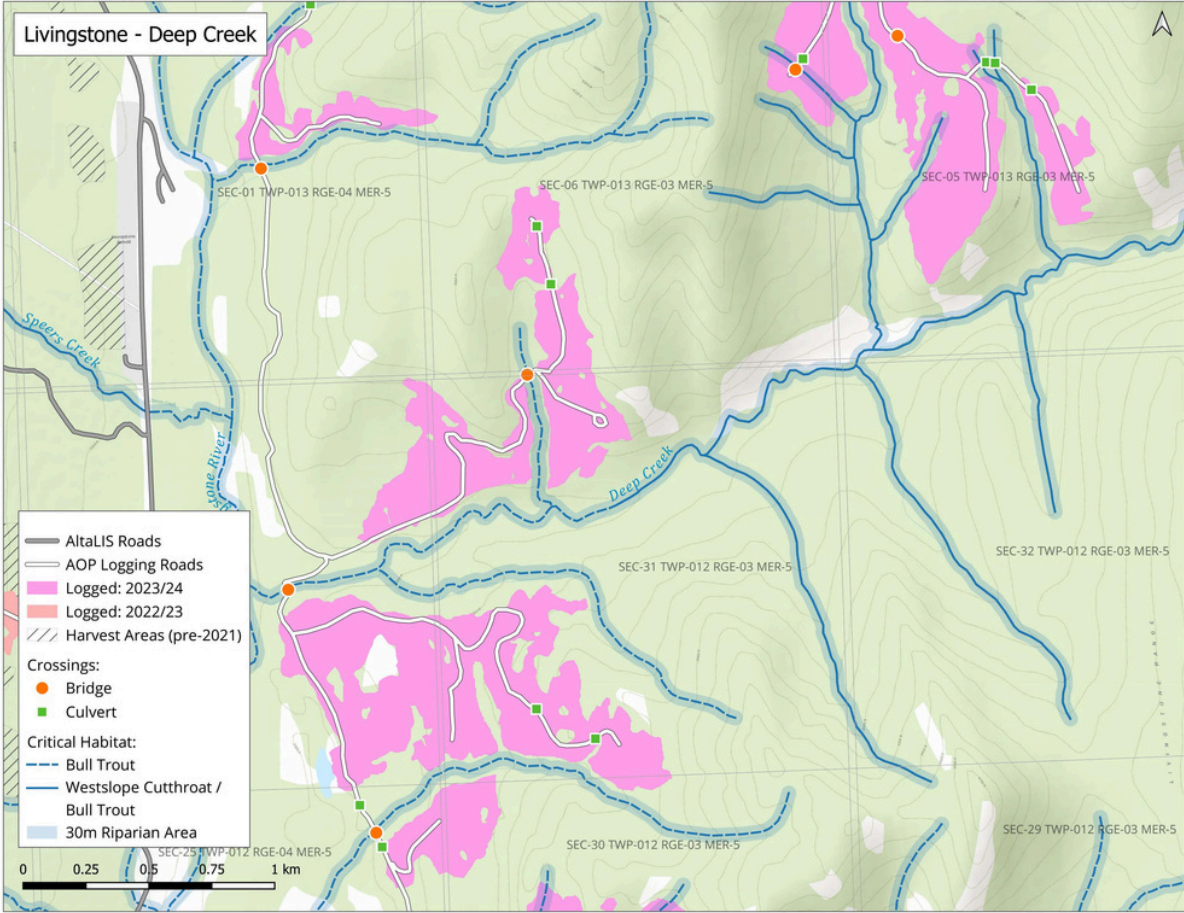 Livingstone - Deep Creek
SEC-01 TWP-013 RGE-04 MER-5
SEC-06 TWP-013 RGE-03 MER-5
SEC-05 TWP-013 RGE-03 MER-5
Speers Creek
Deep Creek
SEC-31 TWP-012 RGE-03 MER-5
SEC-32 TWP-012 RGE-03 MER-5
AltaLIS Roads
AOP Logging Roads
Logged: 2023/24
Logged: 2022/23
Harvest Areas (pre-2021)
Crossings:
Bridge
Culvert
Critical Habitat:
Bull Trout
Westslope Cutthroat /
Bull Trout
30m Riparian Area
SEC-25 TWP-012 RGE-04 MER-5
SEC-30 TWP-012 RGE-03 MER-5
SEC-29 TWP-012 RGE-03 MER-5
0 0.25 0.5 0.75 1 km